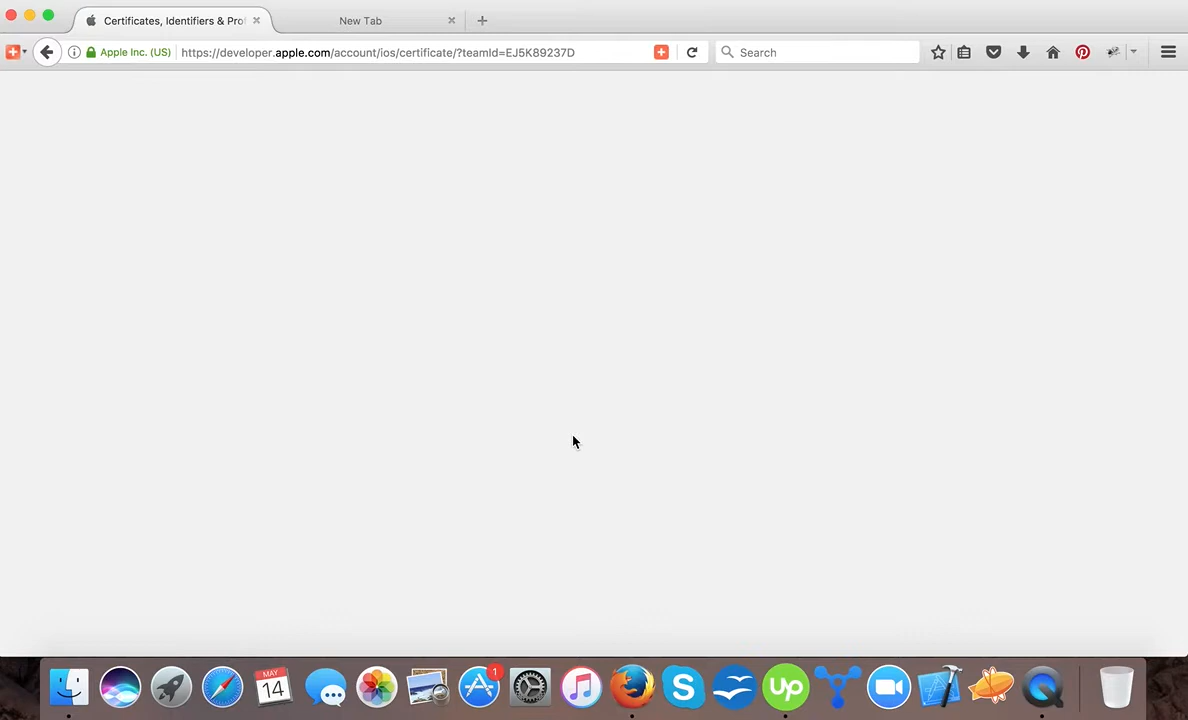 Certificates, Identifiers & Pro
New Tab
Apple Inc. (US)
https://developer.apple.com/account/ios/certificate/?teamId=EJ5K89237D
Search
MAY
14
1
S
Up